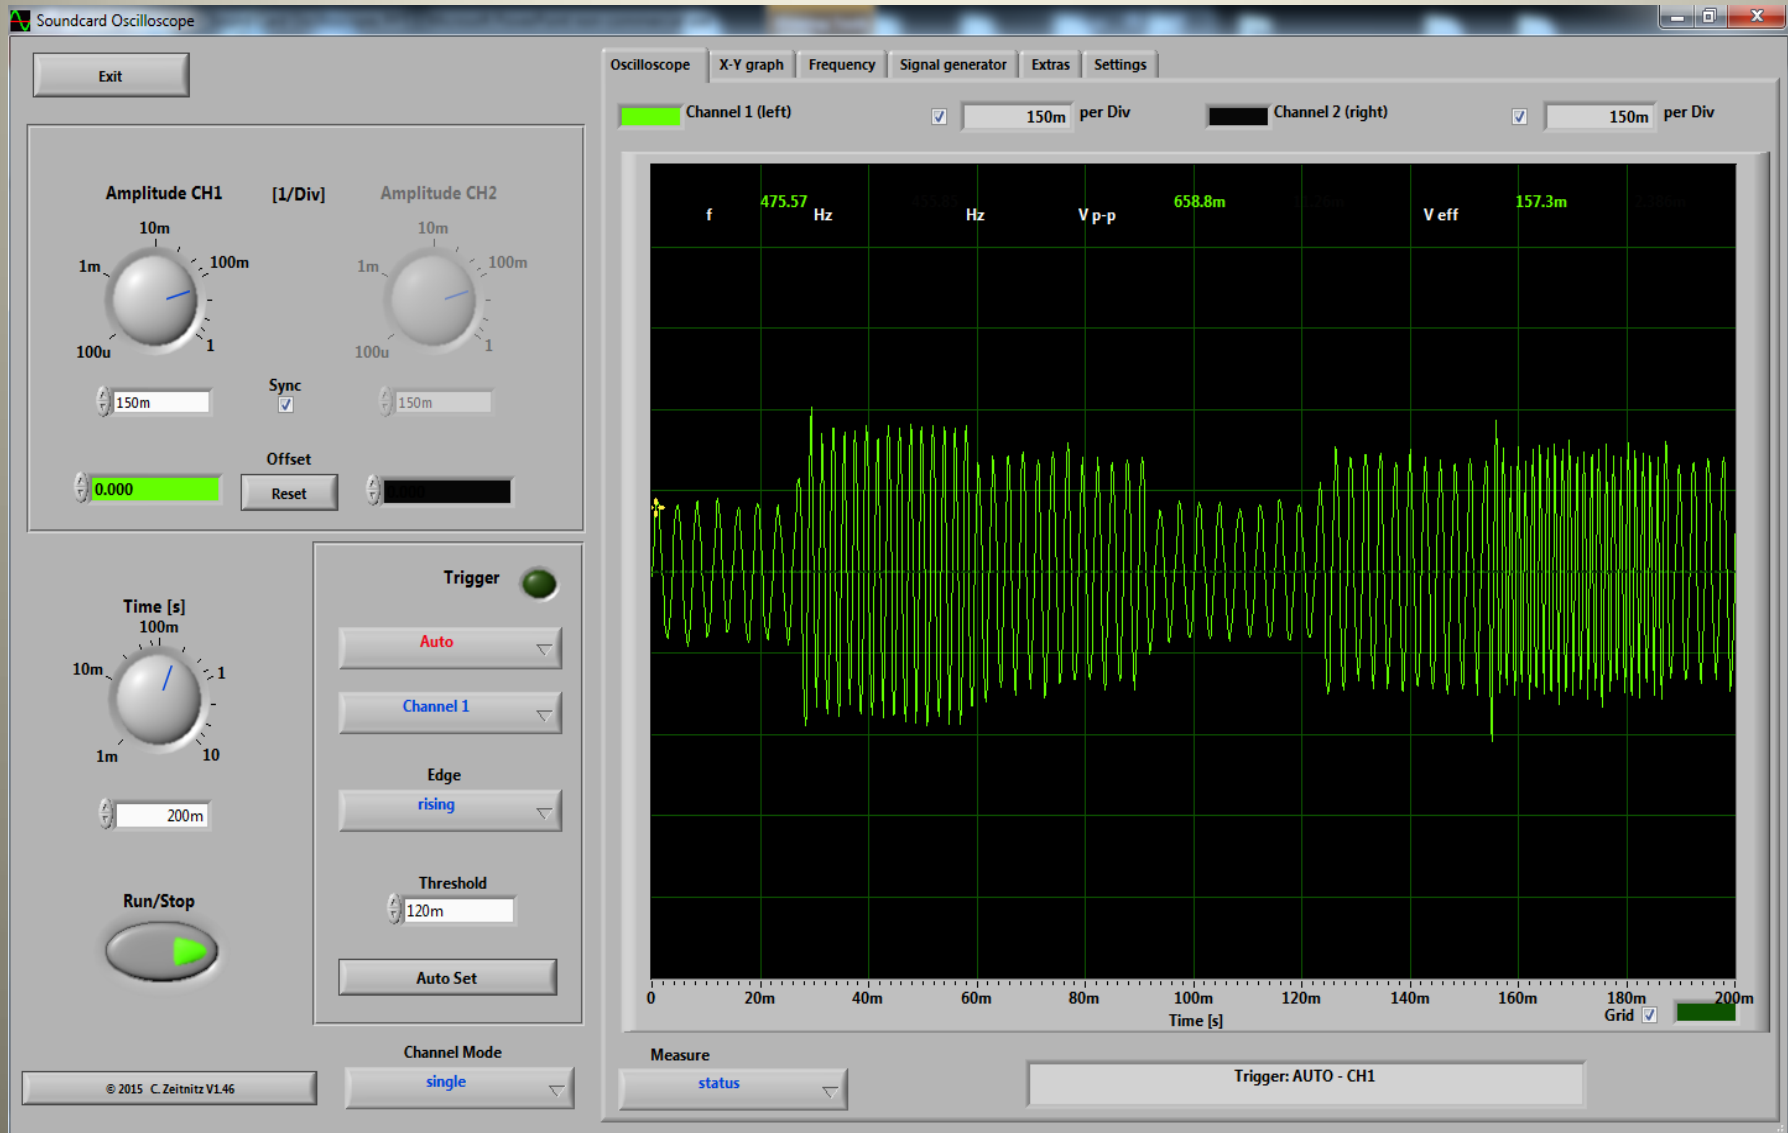 Soundcard Oscilloscope
Exit
Oscilloscope X-Y graph Frequency Signal generator Extras Settings
Channel 1 (left) 150m per Div Channel 2 (right) 150m per Div
Amplitude CH1 [1/Div] Amplitude CH2
10m 10m
1m 100m 1m 100m
100u 1 100u 1
Sync
150m 150m
Offset
0.000 Reset
f 475.57 Hz Hz V p-p 658.8m V eff 157.3m
Time [s]
100m
10m 1
1m 10
200m
Run/Stop
Trigger
Auto
Channel 1
Edge
rising
Threshold
120m
Auto Set
Channel Mode
single
© 2015 C. Zeitnitz V1.46
0 20m 40m 60m 80m 100m 120m 140m 160m 180m 200m
Time [s]
Grid
Measure
status
Trigger: AUTO - CH1